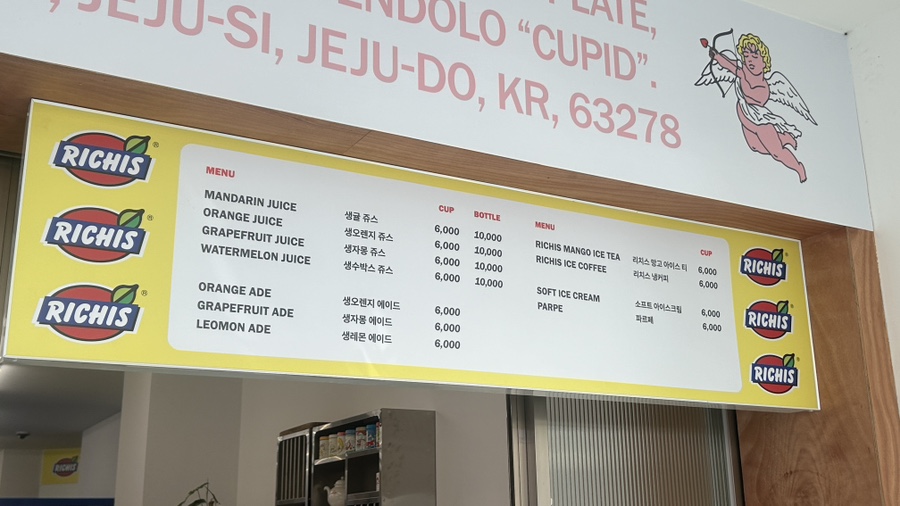 PLATE,
PENDOLO “CUPID”.
, JEJU-SI, JEJU-DO, KR, 63278
RICHIS®
RICHIS®
RICHIS®
MENU CUP BOTTLE
MANDARIN JUICE 생귤 쥬스 6,000 10,000
ORANGE JUICE 생오렌지 쥬스 6,000 10,000
GRAPEFRUIT JUICE 생자몽 쥬스 6,000 10,000
WATERMELON JUICE 생수박스 쥬스 6,000 10,000
ORANGE ADE 생오렌지 에이드 6,000
GRAPEFRUIT ADE 생자몽 에이드 6,000
LEOMON ADE 생레몬 에이드 6,000
MENU CUP
RICHIS MANGO ICE TEA 리치스 망고 아이스 티 6,000
RICHIS ICE COFFEE 리치스 냉커피 6,000
SOFT ICE CREAM 소프트 아이스크림 6,000
PARPE 파르페 6,000
RICHIS
RICHIS
RICHIS
RICHIS